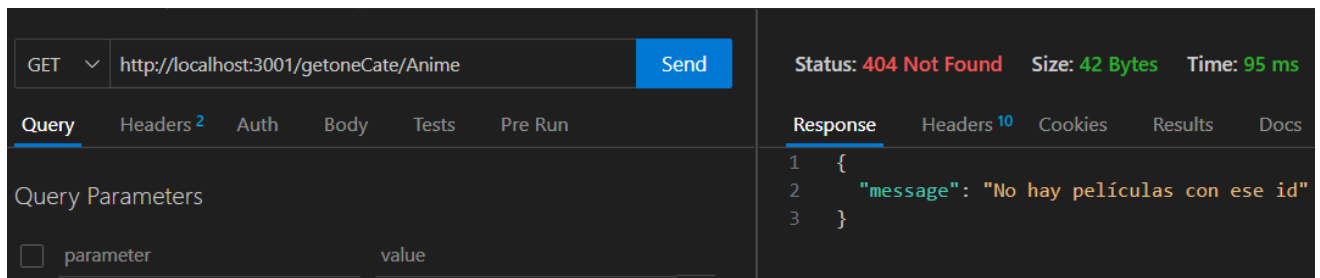 GET http://localhost:3001/getoneCate/Anime Send
Query Headers 2 Auth Body Tests Pre Run
Query Parameters
parameter value
Status: 404 Not Found Size: 42 Bytes Time: 95 ms
Response Headers 10 Cookies Results Docs
1 {
2 "message": "No hay películas con ese id"
3 }